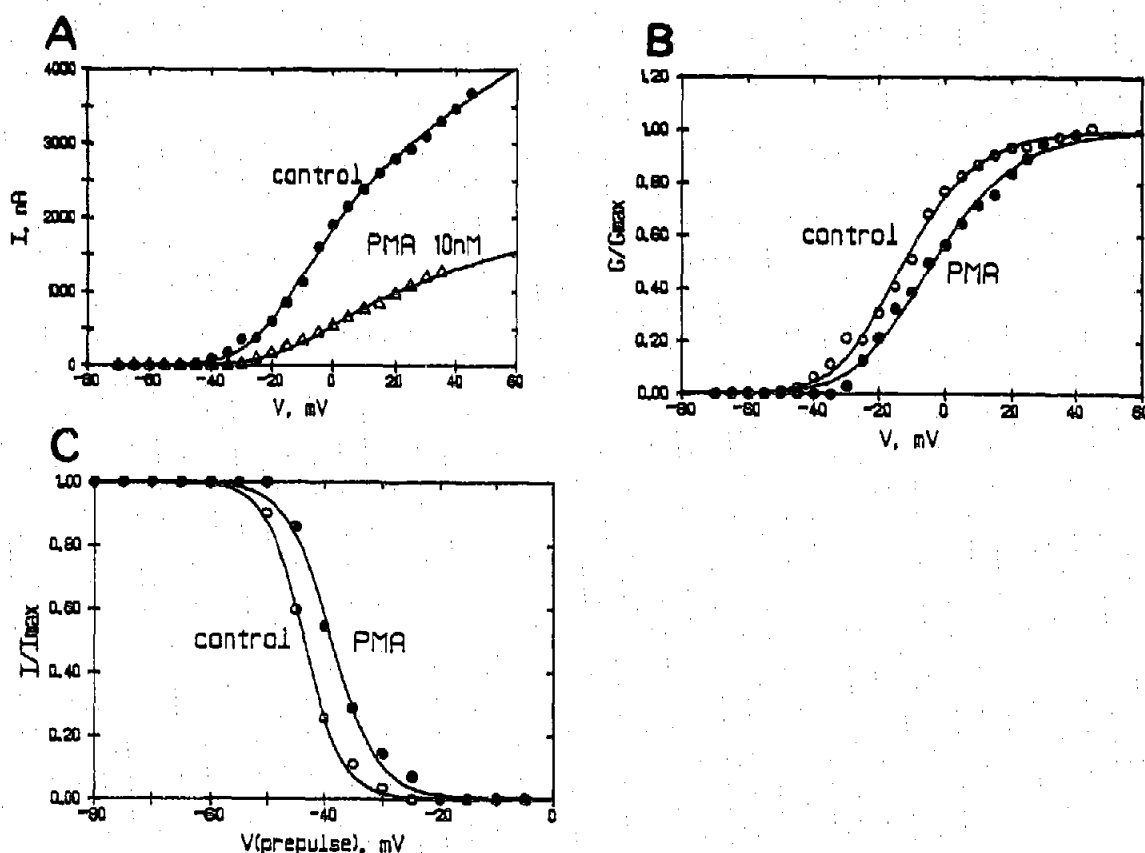 A
4000
3000
2000
1000
0
I, nA
control
PMA 10nM
-80 -60 -40 -20 0 20 40 60
V, mV
B
1.20
1.00
0.80
0.60
0.40
0.20
0.00
G/Gmax
control
PMA
-80 -60 -40 -20 0 20 40 60
V, mV
C
1.00
0.80
0.60
0.40
0.20
0.00
I/Imax
control
PMA
-80 -60 -40 -20 0
V(prepulse), mV